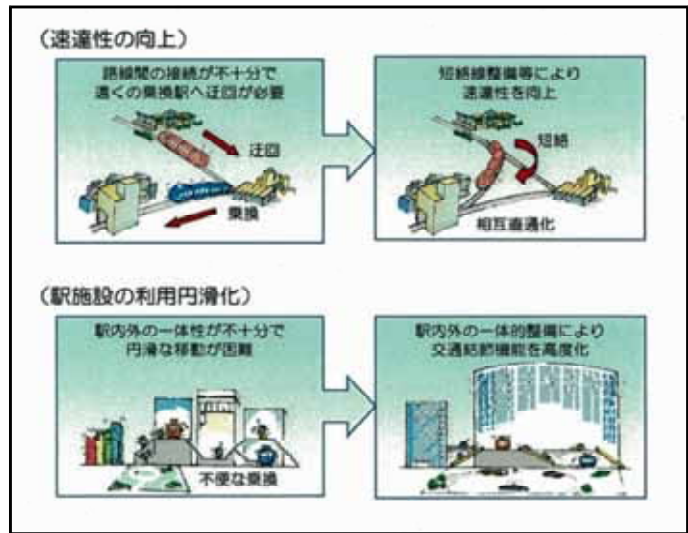 （速達性の向上）
路線間の接続が不十分で
遠くの乗換駅へ迂回が必要
迂回
乗換
短絡線整備等により
速達性を向上
短絡
相互直通化
（駅施設の利用円滑化）
駅内外の一体性が不十分で
円滑な移動が困難
不便な乗換
駅内外の一体的整備により
交通結節機能を高度化